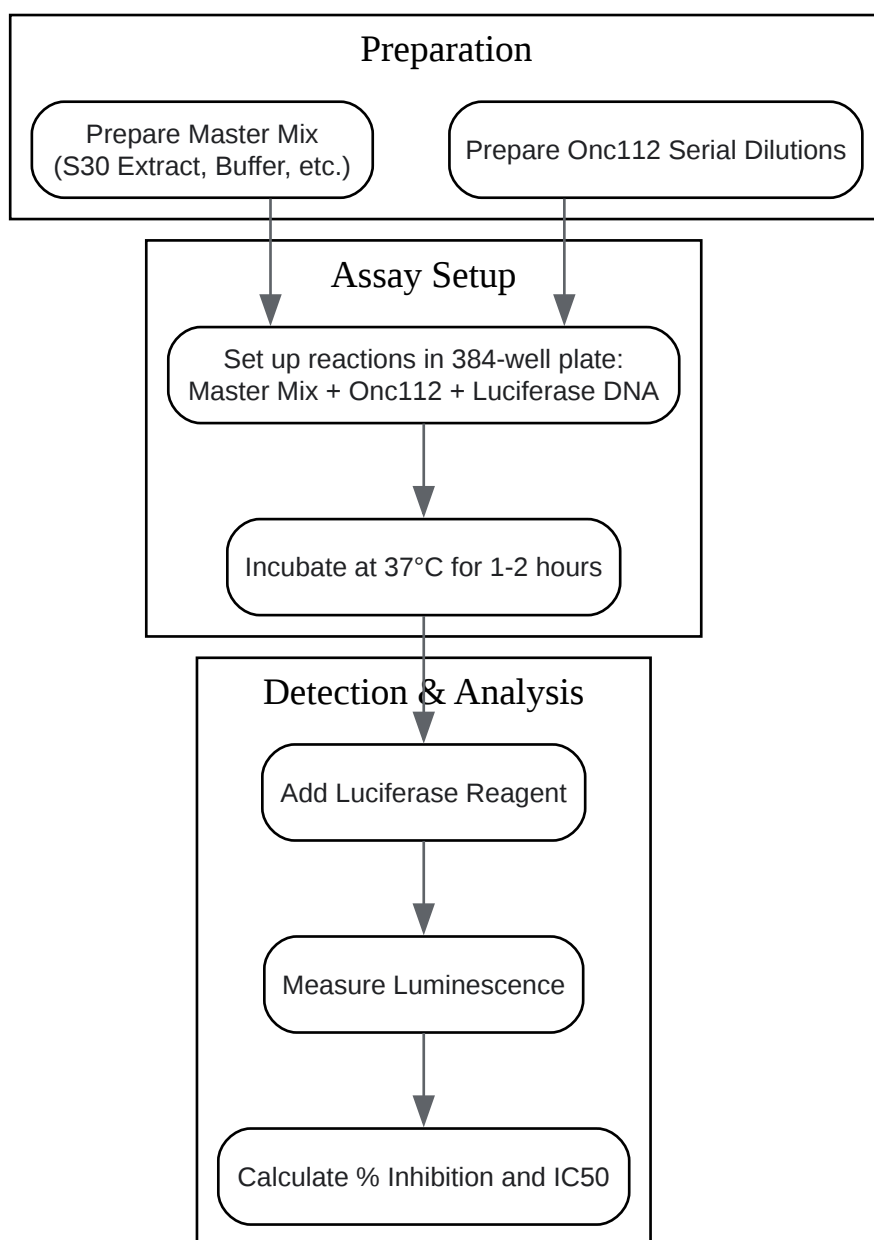 Preparation
Prepare Master Mix
(S30 Extract, Buffer, etc.)
Prepare Onc112 Serial Dilutions
Assay Setup
Set up reactions in 384-well plate:
Master Mix + Onc112 + Luciferase DNA
Incubate at 37°C for 1-2 hours
Detection & Analysis
Add Luciferase Reagent
Measure Luminescence
Calculate % Inhibition and IC50